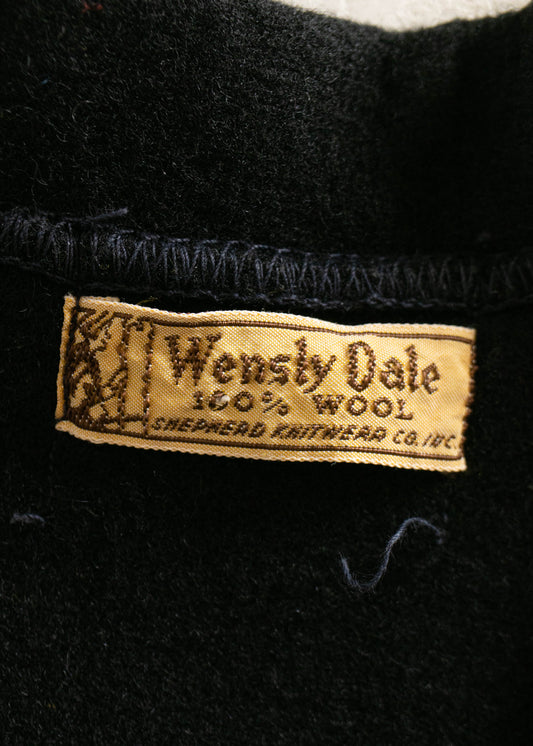 Wensly Dale
100% WOOL
SHEPHERD KNITWEAR CO. INC.